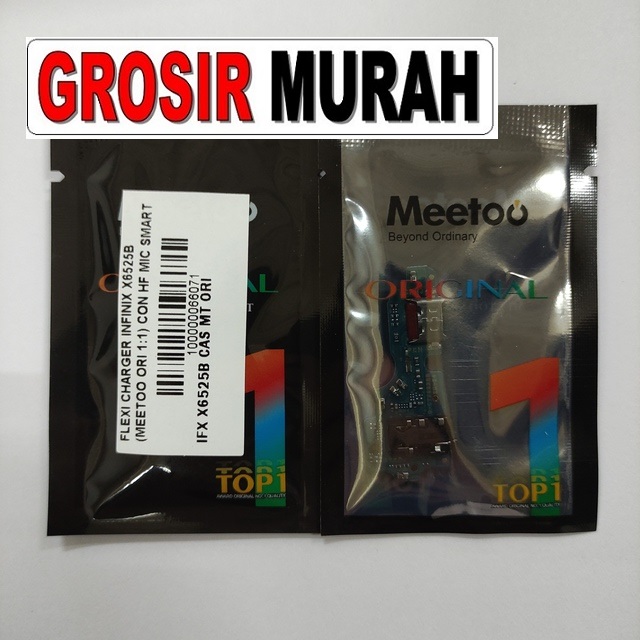 GROSIR MURAH
FLEXI CHARGER INFINIX X6525B
(MEETOO ORI 1:1) CON HF MIC SMART
100000066071
IFX X6525B CAS MT ORI
TOP1
Meetoo
Beyond Ordinary
ORIGINAL
TOP1